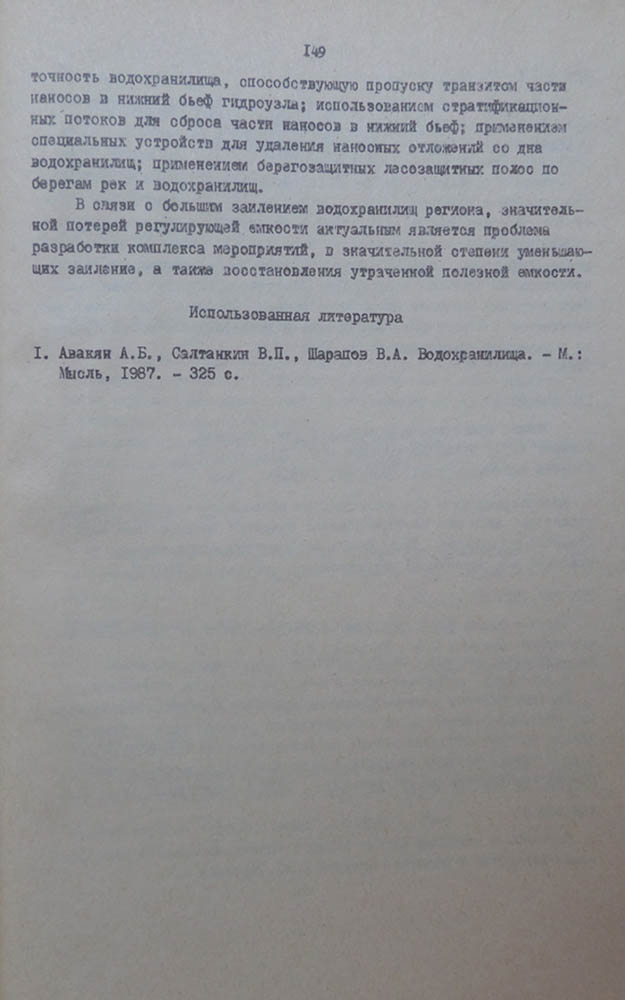 149
точность водохранилища, способствующую пропуску транзитом части
наносов в нижний бьеф гидроузла; использованием стратификацион-
ных потоков для сброса части наносов в нижний бьеф; применением
специальных устройств для удаления наносных отложений со дна
водохранилищ; применением берегозащитных лесозащитных полос по
берегам рек и водохранилищ.
В связи с большим заилением водохранилищ региона, значитель-
ной потерей регулирующей емкости актуальным является проблема
разработки комплекса мероприятий, в значительной степени уменьшаю-
щих заиление, а также восстановления утраченной полезной емкости.
Использованная литература
I. Авакян А.Б., Салтанкин В.П., Шарапов В.А. Водохранилища. – М.:
Мысль, 1987. – 325 с.